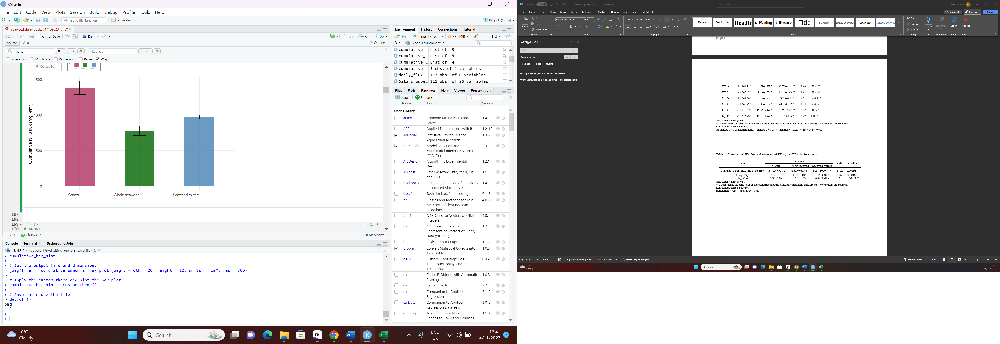 RStudio
File Edit Code View Plots Session Build Debug Profile Tools Help
Go to file/function Addins Project: (None)
seaweed slurry bucket 17102023.Rmd*
Knit on Save Knit Run
Source Visual Outline
multc Next Prev All Replace Replace All
In selection Match case Whole word Regex Wrap
R Console
1500
1000
500
0
Cumulative NH3 flux (mg N/m²)
Control Whole seaweed Seaweed extract
167
168
169 ```{r}
170 # ANOVA
161:3 Chunk 8 R Markdown
Console Terminal Background Jobs
R 4.3.0 · ~/bucket i tried with khagendras excel file (1)/
> cumulative_bar_plot
>
> # Set the output file and dimensions
> jpeg(file = "cumulative_ammonia_flux_plot.jpeg", width = 20, height = 12, units = "cm", res = 300)
>
> # Apply the custom theme and plot the bar plot
> cumulative_bar_plot + custom_theme()
>
> # Save and close the file
> dev.off()
png
2
>
>
Environment History Connections Tutorial
Import Dataset 430 MiB List
R Global Environment
cumulative_… List of 9
cumulative_… List of 9
cumulative_… List of 4
cumulative_… 3 obs. of 4 variables
daily_flux 153 obs. of 6 variables
Data_groupe… 111 obs. of 26 variables
Files Plots Packages Help Viewer Presentation
Install Update
Name Description Version
User Library
abind Combine Multidimensional 1.4-5
Arrays
AER Applied Econometrics with R 1.2-10
agricolae Statistical Procedures for 1.3-7
Agricultural Research
AICcmoda... Model Selection and 2.3-2
Multimodel Inference Based on
(Q)AIC(c)
AlgDesign Algorithmic Experimental 1.2.1
Design
askpass Safe Password Entry for R, Git, 1.1
and SSH
backports Reimplementations of Functions 1.4.1
Introduced Since R-3.0.0
base64enc Tools for base64 encoding 0.1-3
bit Classes and Methods for Fast 4.0.5
Memory-Efficient Boolean
Selections
bit64 A S3 Class for Vectors of 64bit 4.0.5
Integers
blob A Simple S3 Class for 1.2.4
Representing Vectors of Binary
Data ('BLOBS')
brio Basic R Input Output 1.1.3
broom Convert Statistical Objects into 1.0.5
Tidy Tibbles
bslib Custom 'Bootstrap' 'Sass' 0.4.2
Themes for 'shiny' and
'rmarkdown'
cachem Cache R Objects with Automatic 1.0.8
Pruning
callr Call R from R 3.7.3
car Companion to Applied 3.1-2
Regression
carData Companion to Applied 3.0-5
Regression Data Sets
cellranger Translate Spreadsheet Cell 1.1.0
Ranges to Rows and Columns
10°C
Cloudy
Search
ENG
UK
17:41
14/11/2023
3
AutoSave On seaweed paper 25-09-2023 • Saved Search
File Home Insert Draw Design Layout References Mailings Review View Help EndNote 20 Comments Editing Share
Paste Cut Copy Format Painter
Times New Roman 9
Normal No Spacing Headin a. Heading i. Heading 3 Title Subtitle Subtle Emphasi Emphasis Intense Emphas
Find Replace Select Dictate Sensitivity Editor Add-ins
Clipboard Font Paragraph Styles Editing Voice Sensitivity Editor Add-ins
Navigation
cattle
Search paused
Headings Pages Results
Word paused so you can edit your document.
Use the arrows to continue and jump to the closest result.
Page 6
Day 19 44.50±5.11 b 27.71±3.05 a 34.95±0.52 ab 5.98 0.0376 *
Day 22 39.02±2.04 b 26.17±2.90 a 37.34±3.09 ab 4.71 0.0305 *
Day 29 34.17±4.52 b -2.10±2.03 a -0.24±2.40 a 5.51 0.000312 ***
Day 30 47.69±1.75 b 21.36±2.45 a 21.82±1.65 a 3.44 0.000121 ***
Day 33 32.14±1.89 b 15.55±2.69 a 23.98±4.05 ab 5.22 0.0228 *
Day 36 33.77±2.26 b 15.10±1.67 a 19.37±0.64 a 3.72 0.00201 **
Note: Mean ± SEM (n = 3).
Values sharing the same letter in the superscript, show no statistically significant difference (p > 0.05) within the treatments.
RSE: residual standard errors.
NS indicate P > 0.05 not significant, * indicate P < 0.05, ** indicate P < 0.01, *** indicate P < 0.001.
Table 5: Cumulative NH3 flux and emission of EFTAN and EFTN by treatments
Item Treatment RSE P-values
Control Whole seaweed Seaweed extract
Cumulative NH3 flux (mg N per m²) 1379.64±92.76 b 733.70±66.46 a 966.71±26.94 a 117.25 0.00198 **
EFTAN (%) 2.17±0.12 b 1.47±0.10 a 1.74±0.04 a 0.16 0.0046 **
EFTN (%) 1.35±0.09 b 0.85±0.07 a 0.98±0.02 a 0.11 0.00411 **
Note: Mean ± SEM (n = 3).
Values sharing the same letter in the superscript, show no statistically significant difference (p > 0.05) within the treatments.
RSE: residual standard of error.
Significance levels: ** indicate P < 0.01.
Page 7 of 17 8713 words English (United Kingdom) Text Predictions: On Accessibility: Investigate Display Settings Focus 130%
10°C
Cloudy
Search
17:41
14/11/2023